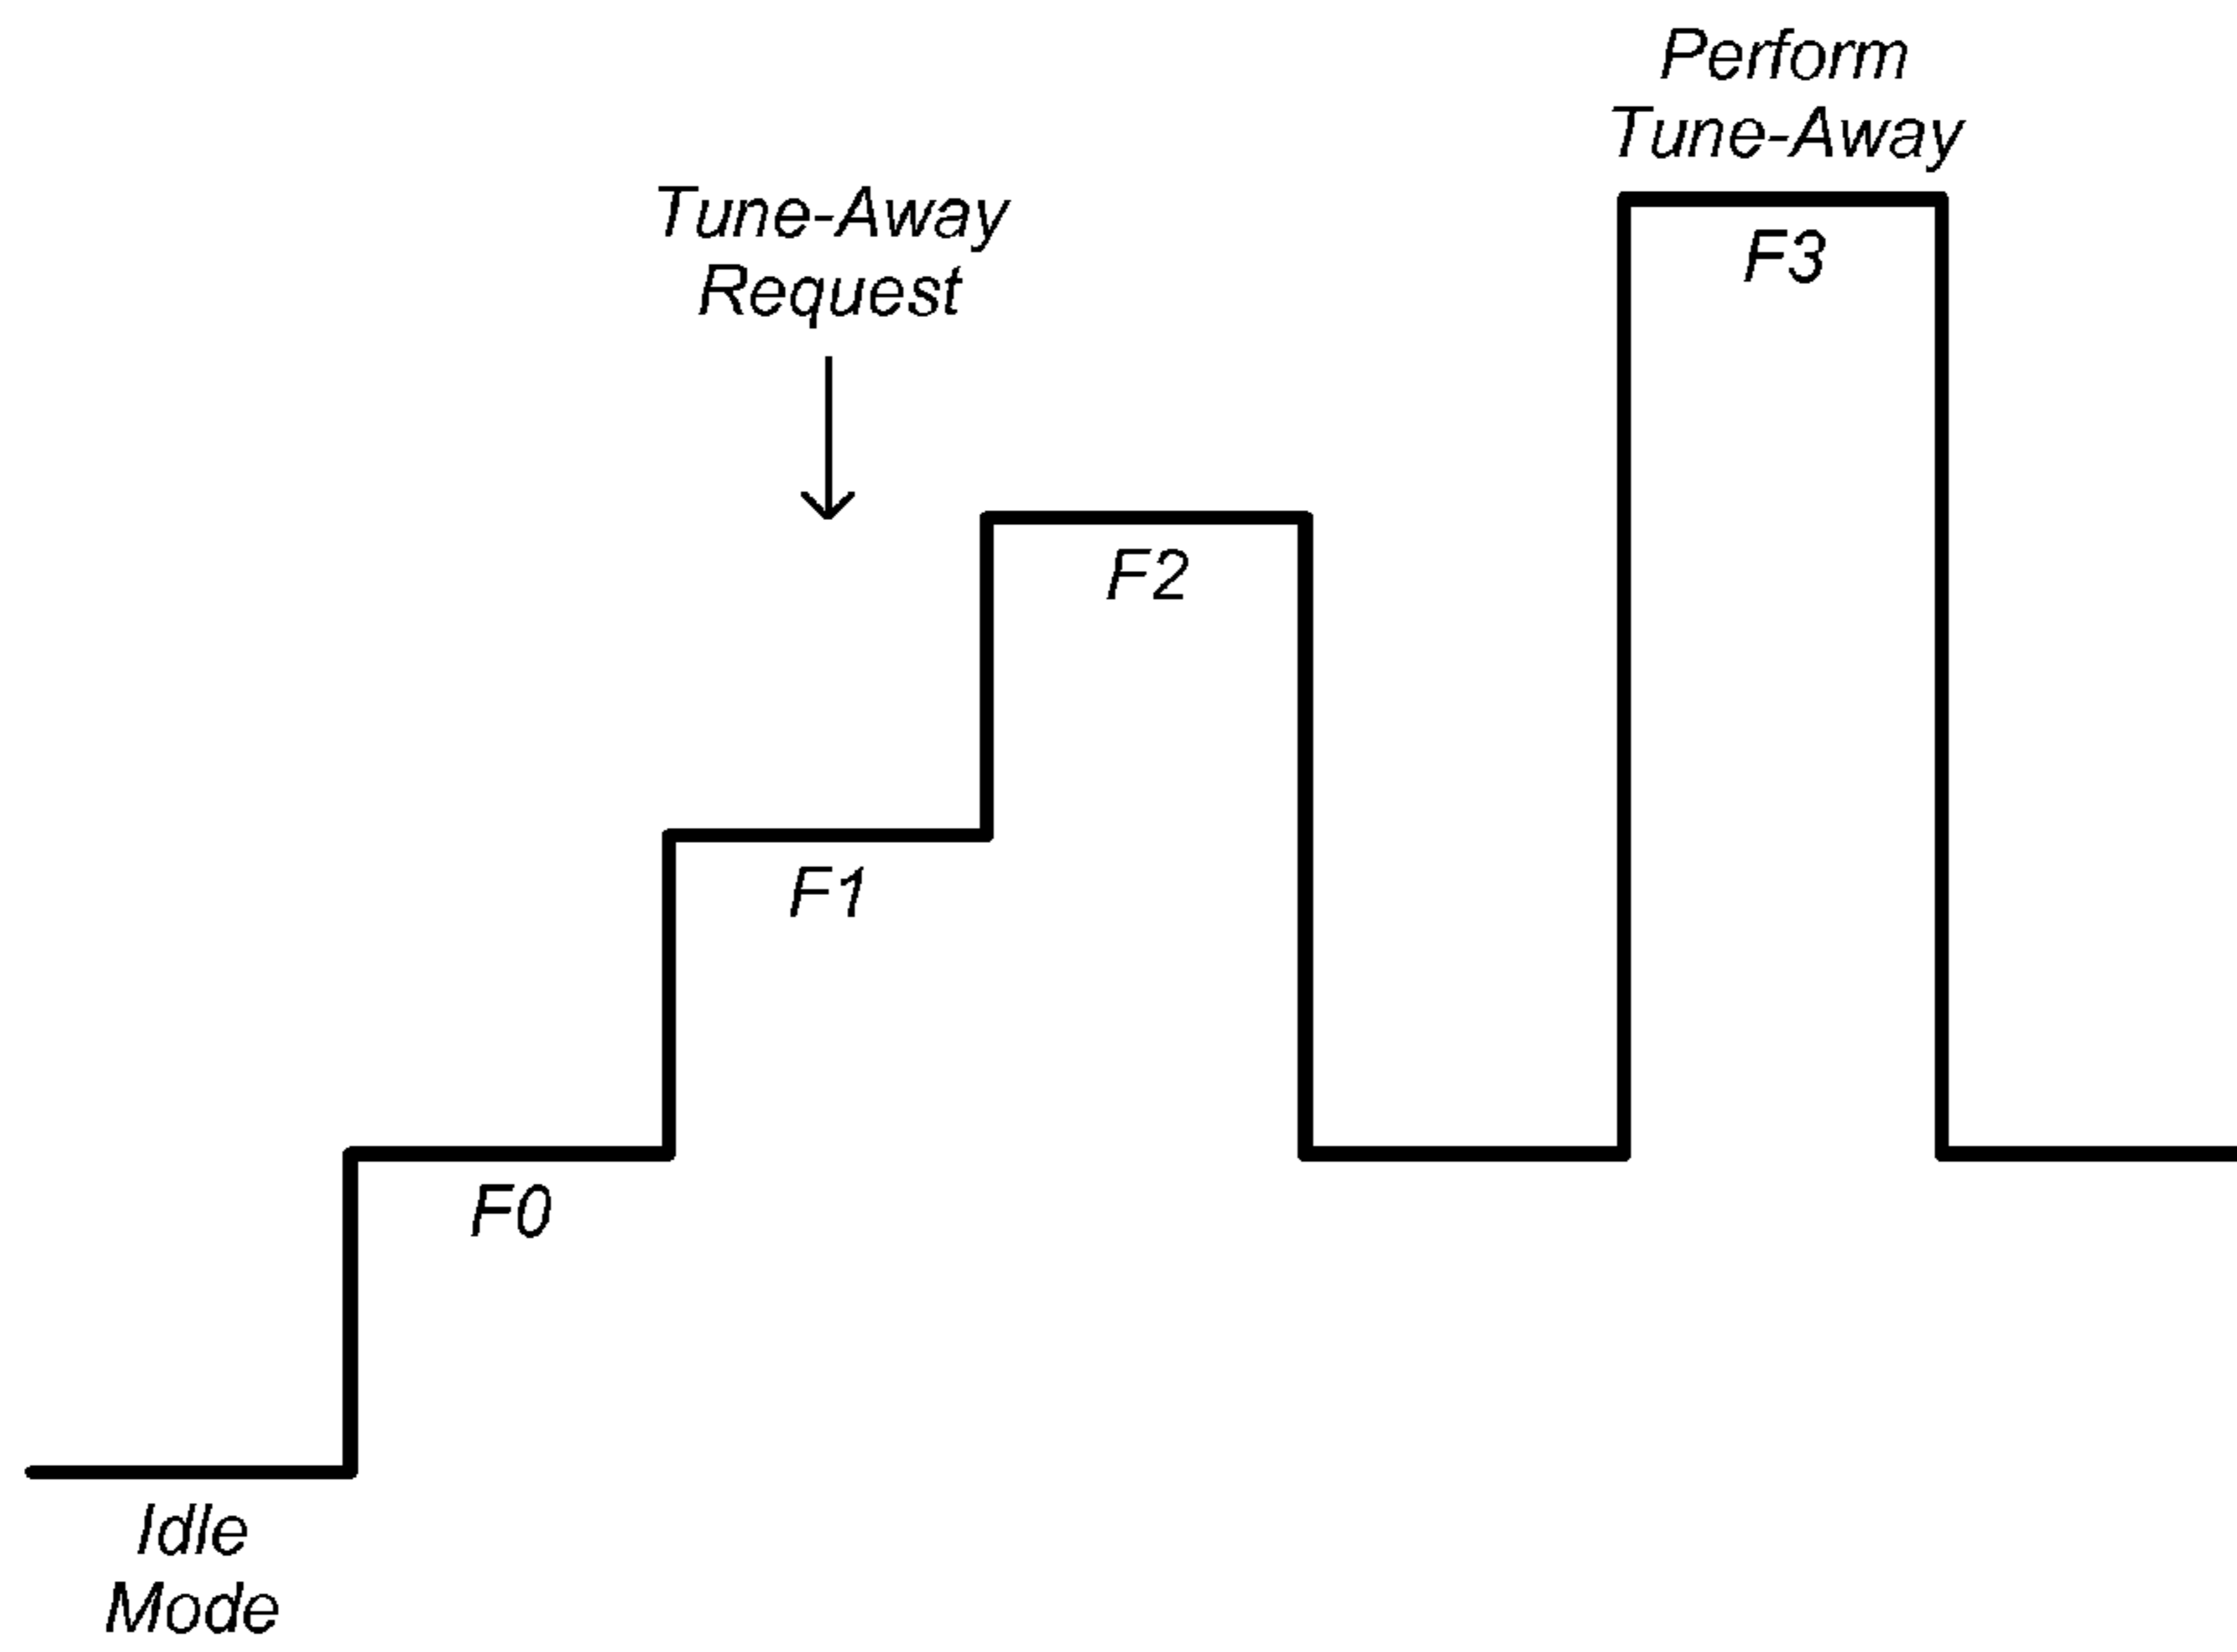 Perform
Tune-Away
F3
Tune-Away
Request
F2
F1
F0
Idle
Mode